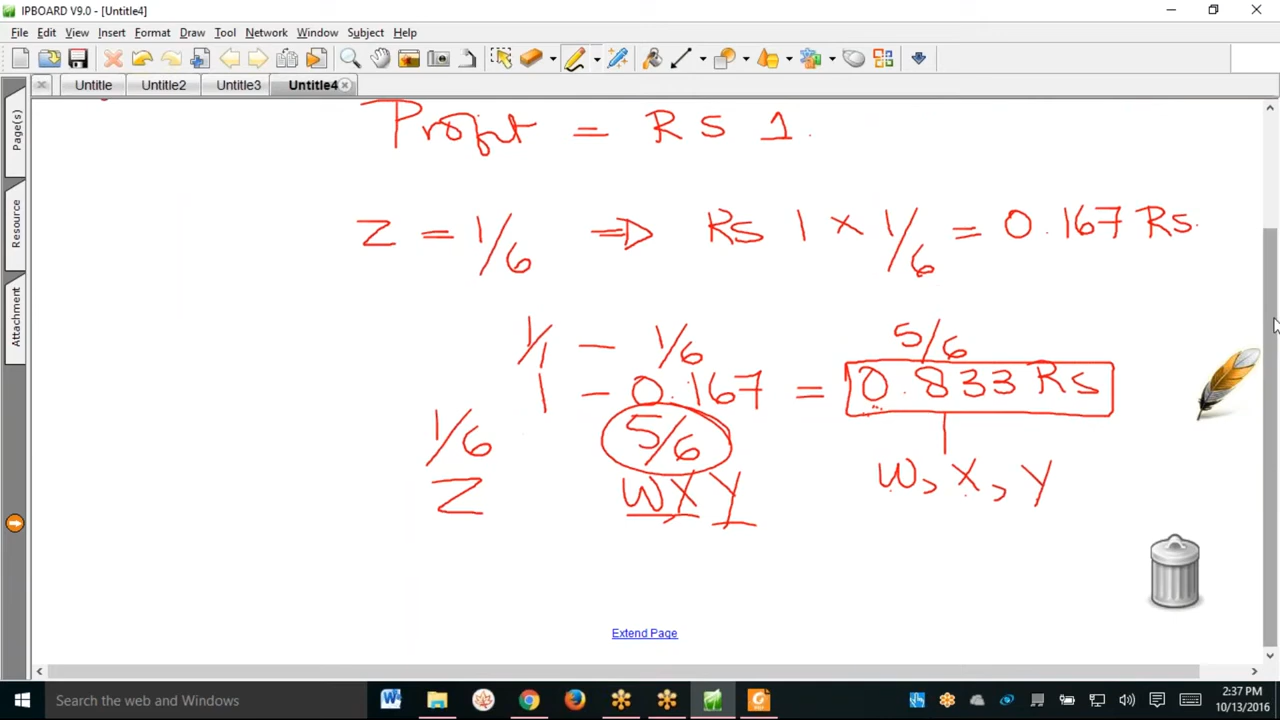 IPBOARD V9.0 - [Untitle4]
File Edit View Insert Format Draw Tool Network Window Subject Help
Untitle Untitle2 Untitle3 Untitle4
Page(s)
Resource
Attachment
Profit = RS 1.
Z = 1/6 ⇒ Rs 1 × 1/6 = 0.167 Rs.
1/1 - 1/6 5/6
1 - 0.167 = 0.833 Rs
1/6 5/6
Z W X Y W, X, Y
Extend Page
Search the web and Windows
2:37 PM
10/13/2016